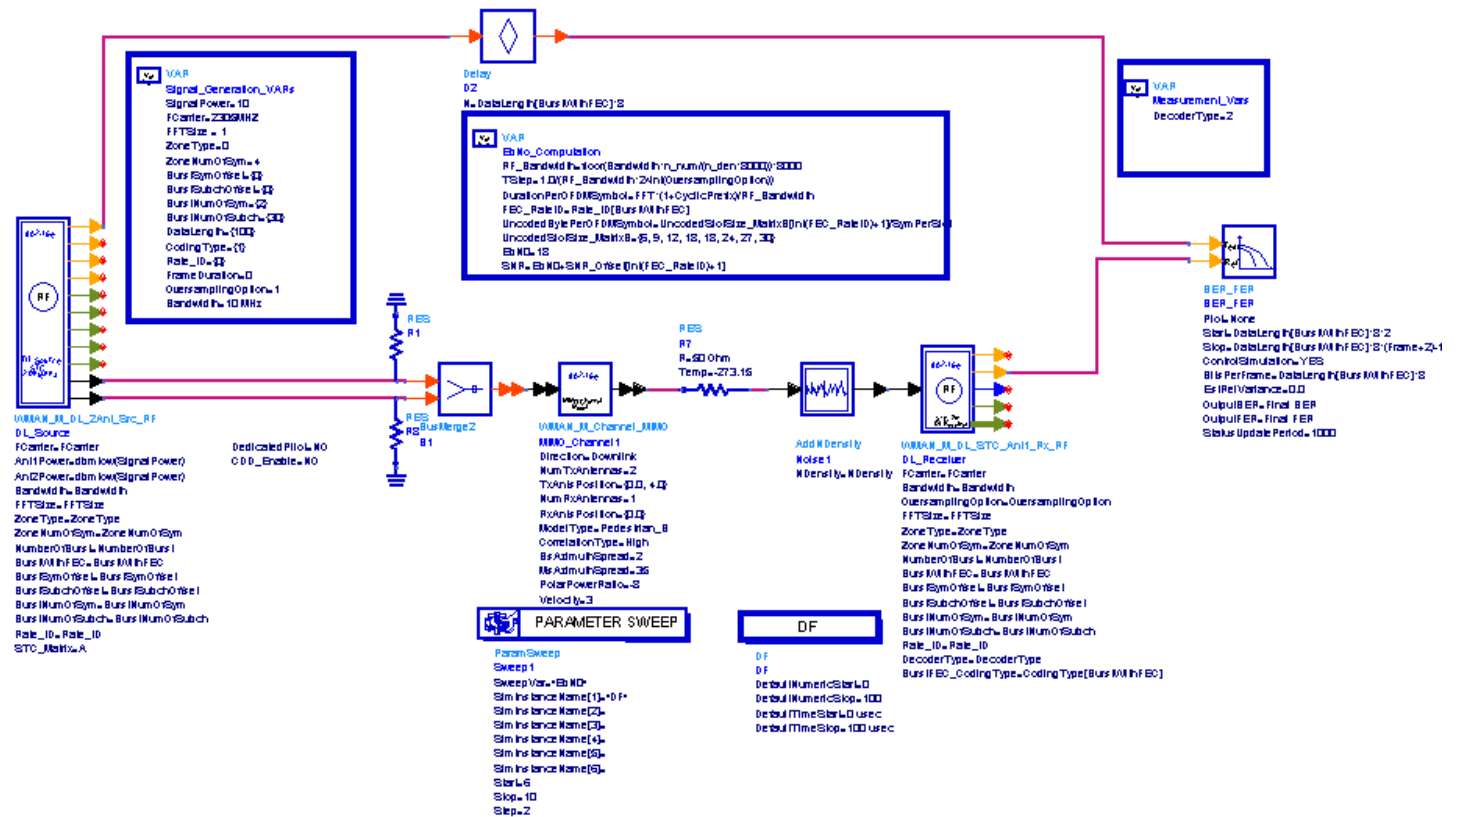 Delay
D2
N=DataLength[BurstWithFEC]*8
VAR
Signal_Generation_VARs
SignalPower=10
FCarrier=2305MHZ
FFTSize = 1
ZoneType=0
ZoneNumOfSym=4
BurstSymOffset={0}
BurstSubchOffset={0}
BurstNumOfSym={2}
BurstNumOfSubch={30}
DataLength={100}
CodingType={1}
Rate_ID={0}
FrameDuration=0
OversamplingOption=1
Bandwidth=10 MHz
VAR
EbNo_Computation
RF_Bandwidth=floor(Bandwidth*n_num/(n_den*8000))*8000
TStep=1.0/(RF_Bandwidth*2^int(OversamplingOption))
DurationPerOFDMSymbol=FFT*(1+CyclicPrefix)/RF_Bandwidth
FEC_RateID=Rate_ID[BurstWithFEC]
UncodedBytePerOFDMSymbol=UncodedSlotSize_MatrixB[int(FEC_RateID)+1]/SymPerSlot
UncodedSlotSize_MatrixB={6, 9, 12, 18, 18, 24, 27, 30}
EbN0=18
SNR=EbN0+SNR_Offset[int(FEC_RateID)+1]
VAR
Measurement_Vars
DecoderType=2
RF
WMAN_M_DL_2Ant_Src_RF
DL_Source
FCarrier=FCarrier
Ant1Power=dbmtow(SignalPower)
Ant2Power=dbmtow(SignalPower)
Bandwidth=Bandwidth
FFTSize=FFTSize
ZoneType=ZoneType
ZoneNumOfSym=ZoneNumOfSym
NumberOfBurst=NumberOfBurst
BurstWithFEC=BurstWithFEC
BurstSymOffset=BurstSymOffset
BurstSubchOffset=BurstSubchOffset
BurstNumOfSym=BurstNumOfSym
BurstNumOfSubch=BurstNumOfSubch
Rate_ID=Rate_ID
STC_Matrix=A
DedicatedPilot=NO
CDD_Enable=NO
RES
R1
RES
R8
BusMerge2
B1
WMAN_M_Channel_MIMO
MIMO_Channel1
Direction=Downlink
NumTxAntennas=2
TxAntsPosition={0.0, 4.0}
NumRxAntennas=1
RxAntsPosition={0.0}
ModelType=Pedestrian_B
CorrelationType=High
BsAzimuthSpread=2
MsAzimuthSpread=35
PolarPowerRatio=-8
Velocity=3
RES
R7
R=50 Ohm
Temp=-273.15
AddNDensity
Noise1
NDensity=NDensity
RF
WMAN_M_DL_STC_Ant1_Rx_RF
DL_Receiver
FCarrier=FCarrier
Bandwidth=Bandwidth
OversamplingOption=OversamplingOption
FFTSize=FFTSize
ZoneType=ZoneType
ZoneNumOfSym=ZoneNumOfSym
NumberOfBurst=NumberOfBurst
BurstWithFEC=BurstWithFEC
BurstSymOffset=BurstSymOffset
BurstSubchOffset=BurstSubchOffset
BurstNumOfSym=BurstNumOfSym
BurstNumOfSubch=BurstNumOfSubch
Rate_ID=Rate_ID
DecoderType=DecoderType
BurstFEC_CodingType=CodingType[BurstWithFEC]
BER_FER
BER_FER
Plot=None
Start=DataLength[BurstWithFEC]*8*2
Stop=DataLength[BurstWithFEC]*8*(Frame+2)-1
ControlSimulation=YES
BitsPerFrame=DataLength[BurstWithFEC]*8
EstRelVariance=0.0
OutputBER=Final BER
OutputFER=Final FER
StatusUpdatePeriod=1000
PARAMETER SWEEP
ParamSweep
Sweep1
SweepVar="EbN0"
SimInstanceName[1]="DF"
SimInstanceName[2]=
SimInstanceName[3]=
SimInstanceName[4]=
SimInstanceName[5]=
SimInstanceName[6]=
Start=6
Stop=10
Step=2
DF
DF
DF
DefaultNumericStart=0
DefaultNumericStop=100
DefaultTimeStart=0 usec
DefaultTimeStop=100 usec